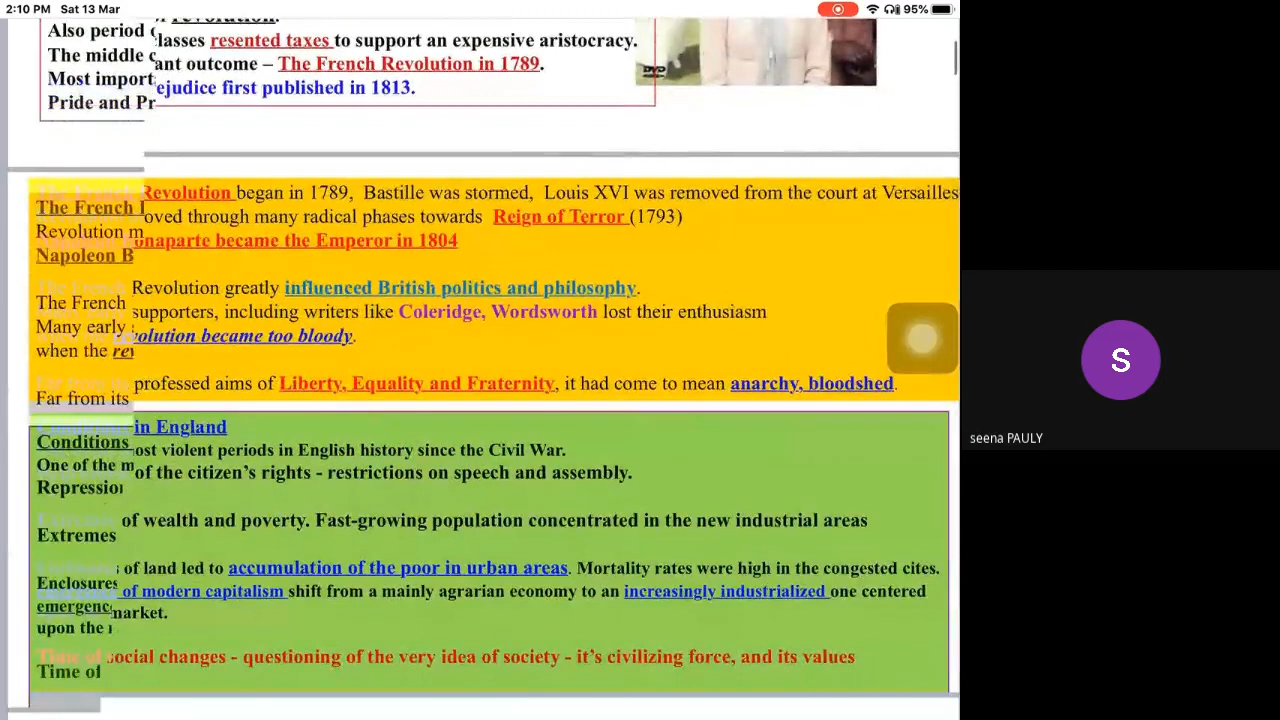 2:10 PM Sat 13 Mar
95%
Revolution.
Also period classes resented taxes to support an expensive aristocracy.
The middle c
Most important outcome – The French Revolution in 1789.
Pride and Prejudice first published in 1813.
The French Revolution began in 1789, Bastille was stormed, Louis XVI was removed from the court at Versailles
Revolution moved through many radical phases towards Reign of Terror (1793)
Napoleon Bonaparte became the Emperor in 1804
The French Revolution greatly influenced British politics and philosophy.
Many early supporters, including writers like Coleridge, Wordsworth lost their enthusiasm
when the revolution became too bloody.
Far from its professed aims of Liberty, Equality and Fraternity, it had come to mean anarchy, bloodshed.
Conditions in England
One of the most violent periods in English history since the Civil War.
Repression of the citizen's rights - restrictions on speech and assembly.
Extremes of wealth and poverty. Fast-growing population concentrated in the new industrial areas
Enclosures of land led to accumulation of the poor in urban areas. Mortality rates were high in the congested cites.
emergence of modern capitalism shift from a mainly agrarian economy to an increasingly industrialized one centered
upon the market.
Time of social changes - questioning of the very idea of society - it's civilizing force, and its values
S
seena PAULY